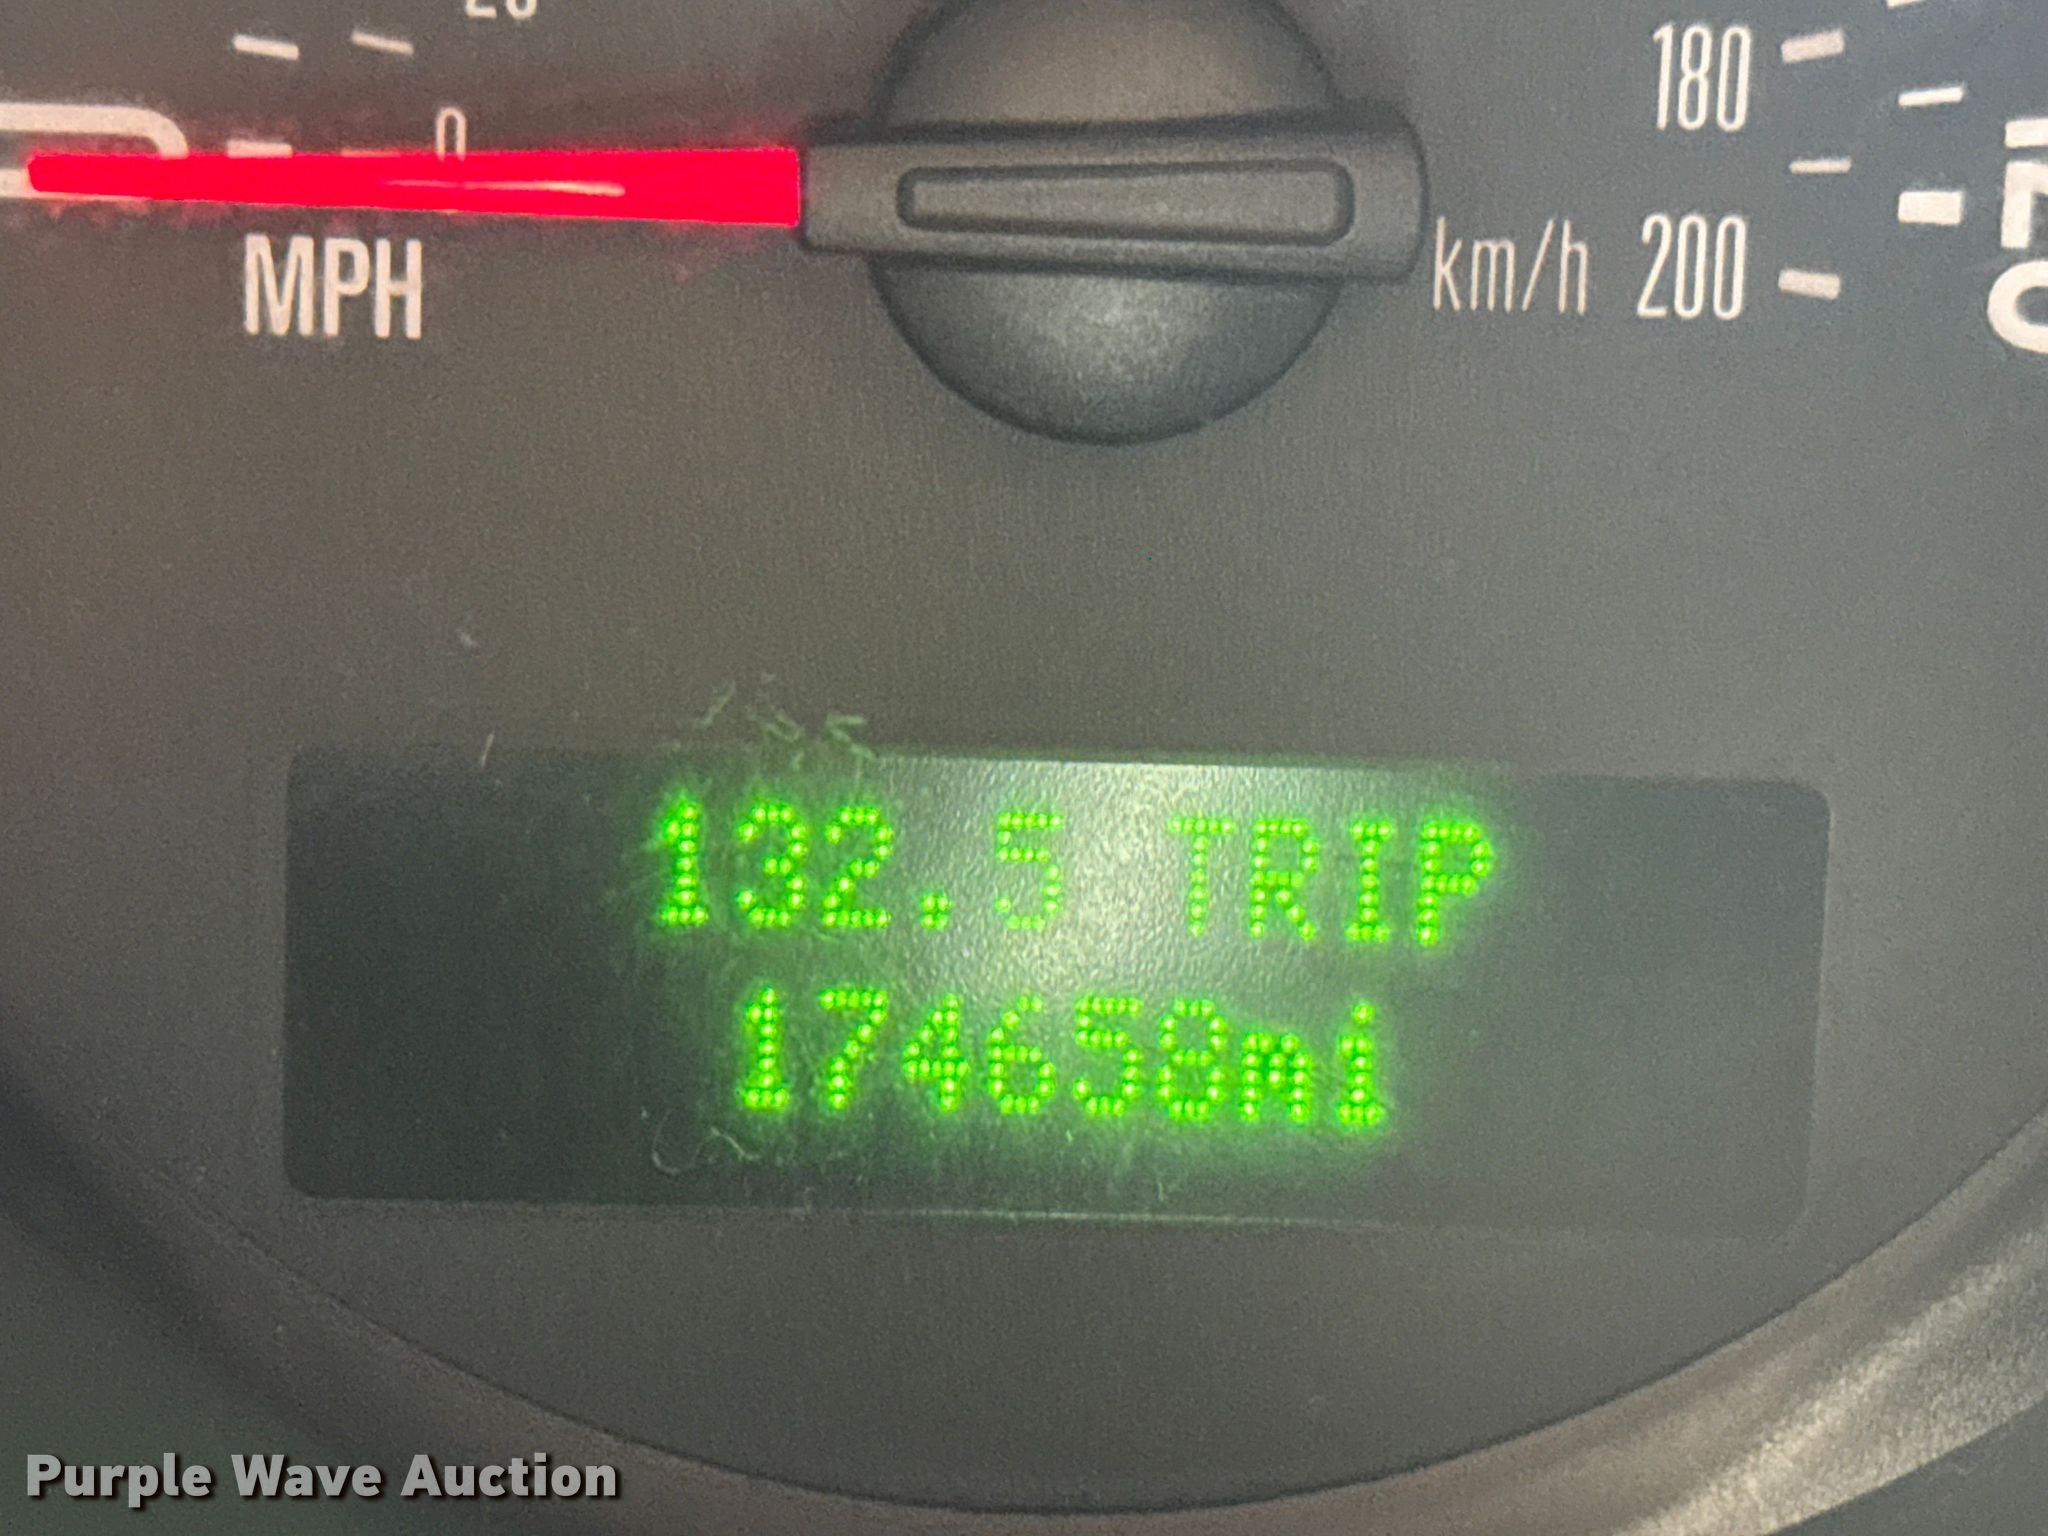 180
0
MPH
km/h 200
132.5 TRIP
174658mi
Purple Wave Auction